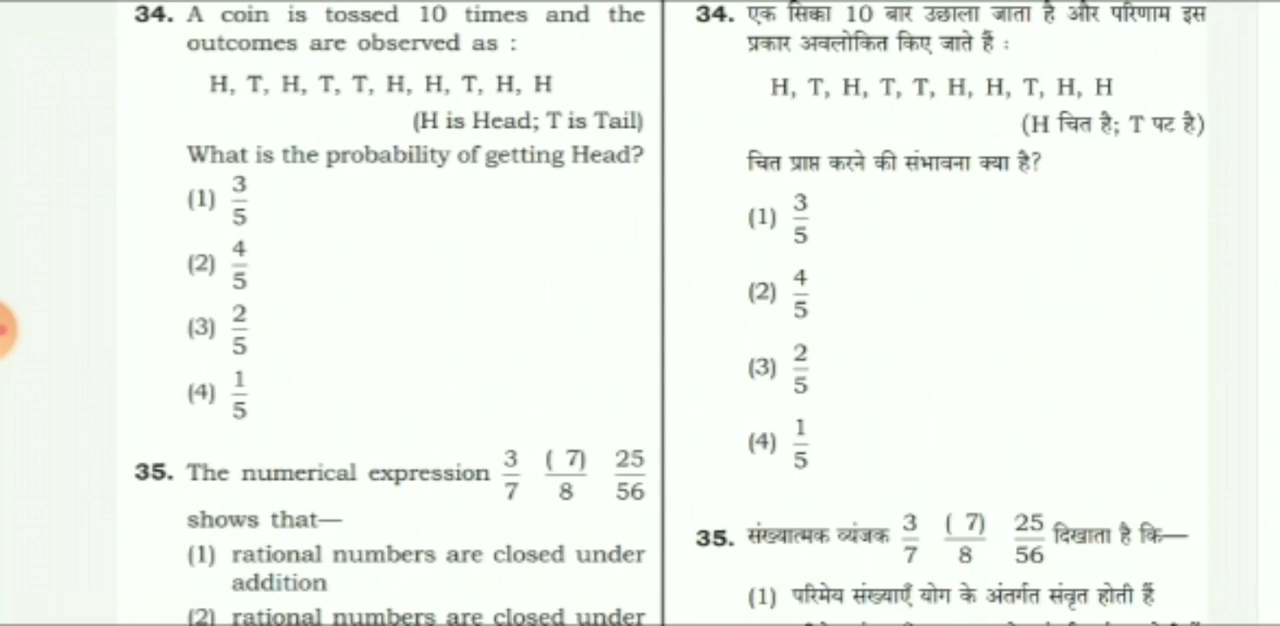 34. A coin is tossed 10 times and the
outcomes are observed as :
H, T, H, T, T, H, H, T, H, H
(H is Head; T is Tail)
What is the probability of getting Head?
(1) 3/5
(2) 4/5
(3) 2/5
(4) 1/5
35. The numerical expression 3/7 ( 7)/8 25/56
shows that—
(1) rational numbers are closed under
addition
(2) rational numbers are closed under
34. एक सिक्का 10 बार उछाला जाता है और परिणाम इस
प्रकार अवलोकित किए जाते हैं :
H, T, H, T, T, H, H, T, H, H
(H चित है; T पट है)
चित प्राप्त करने की संभावना क्या है?
(1) 3/5
(2) 4/5
(3) 2/5
(4) 1/5
35. संख्यात्मक व्यंजक 3/7 ( 7)/8 25/56 दिखाता है कि—
(1) परिमेय संख्याएँ योग के अंतर्गत संवृत होती हैं